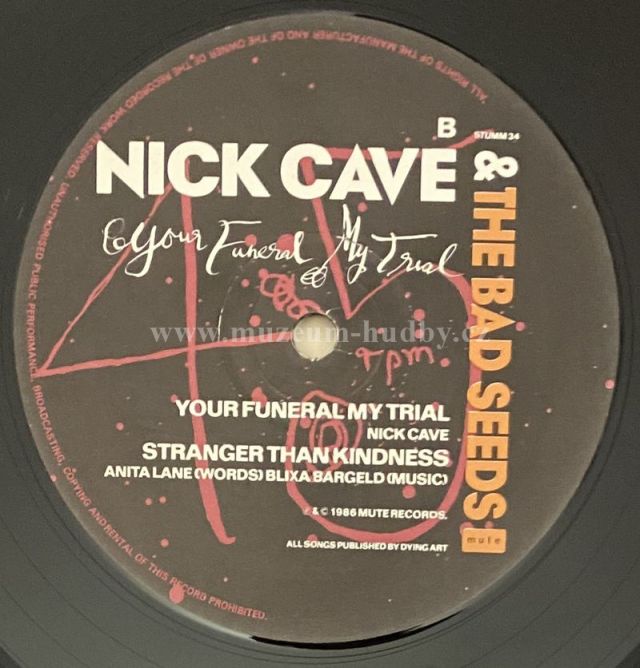 B
STUMM 34
NICK CAVE
& THE BAD SEEDS
Your Funeral My Trial
45
rpm
www.muzeum-hudby.cz
YOUR FUNERAL MY TRIAL
NICK CAVE
STRANGER THAN KINDNESS
ANITA LANE (WORDS) BLIXA BARGELD (MUSIC)
℗ & © 1986 MUTE RECORDS.
mute
ALL SONGS PUBLISHED BY DYING ART
ALL RIGHTS OF THE MANUFACTURER AND OF THE OWNER OF THE RECORDED WORK RESERVED. UNAUTHORISED PUBLIC PERFORMANCE, BROADCASTING, COPYING AND RENTAL OF THIS RECORD PROHIBITED.